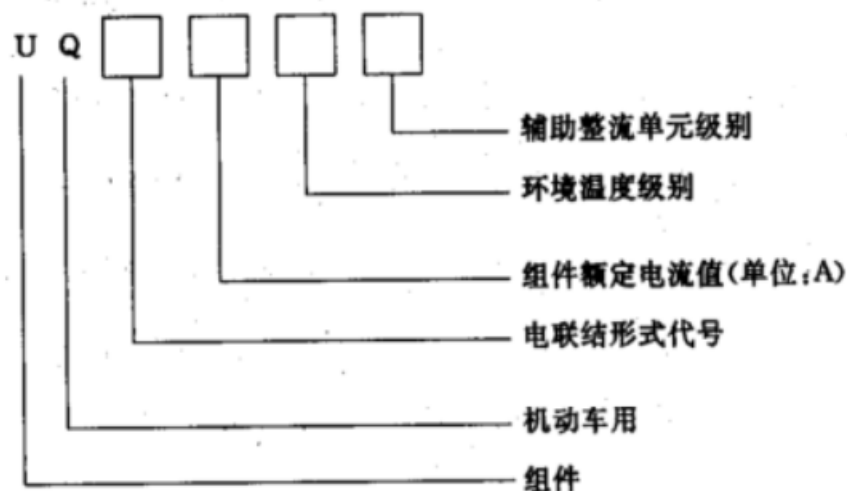 U Q
辅助整流单元级别
环境温度级别
组件额定电流值(单位:A)
电联结形式代号
机动车用
组件